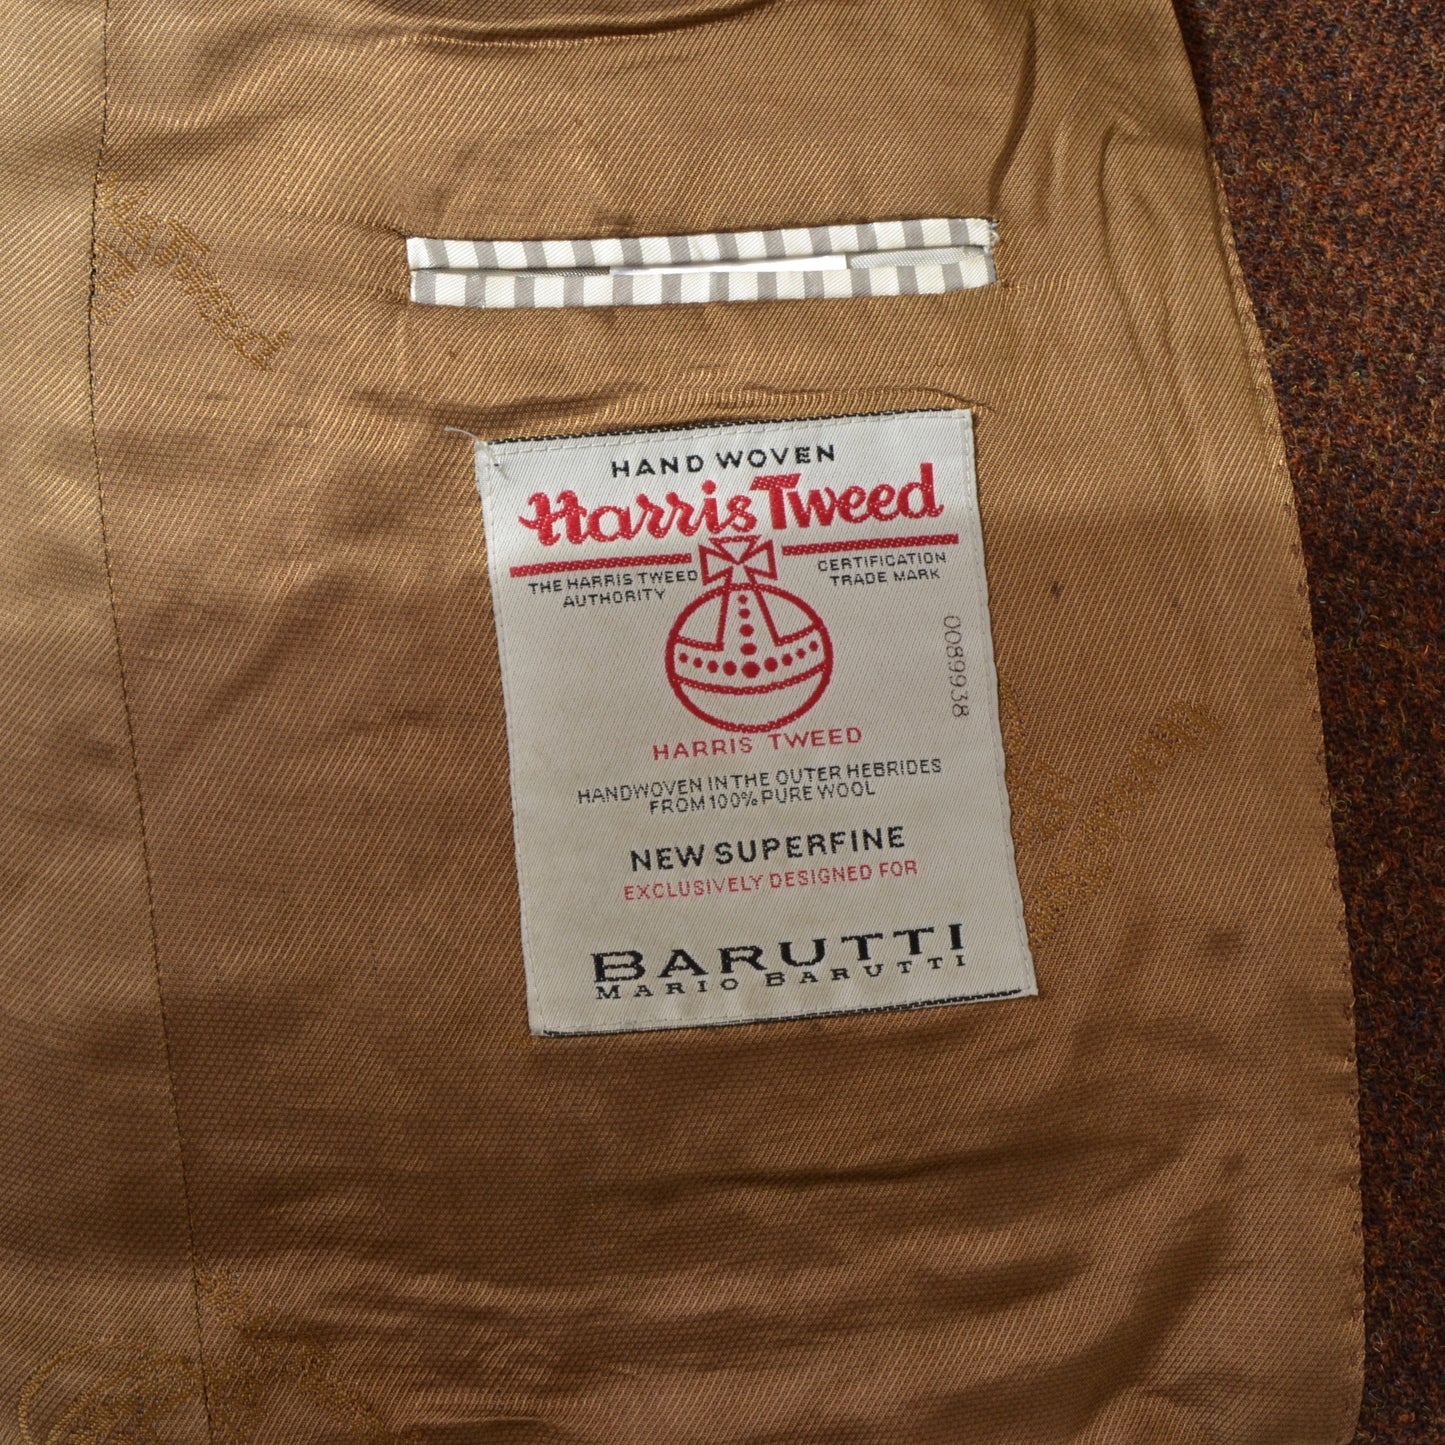 HAND WOVEN
Harris Tweed
THE HARRIS TWEED
AUTHORITY
CERTIFICATION
TRADE MARK
0089938
HARRIS TWEED
HANDWOVEN IN THE OUTER HEBRIDES
FROM 100% PURE WOOL
NEW SUPERFINE
EXCLUSIVELY DESIGNED FOR
BARUTTI
MARIO BARUTTI